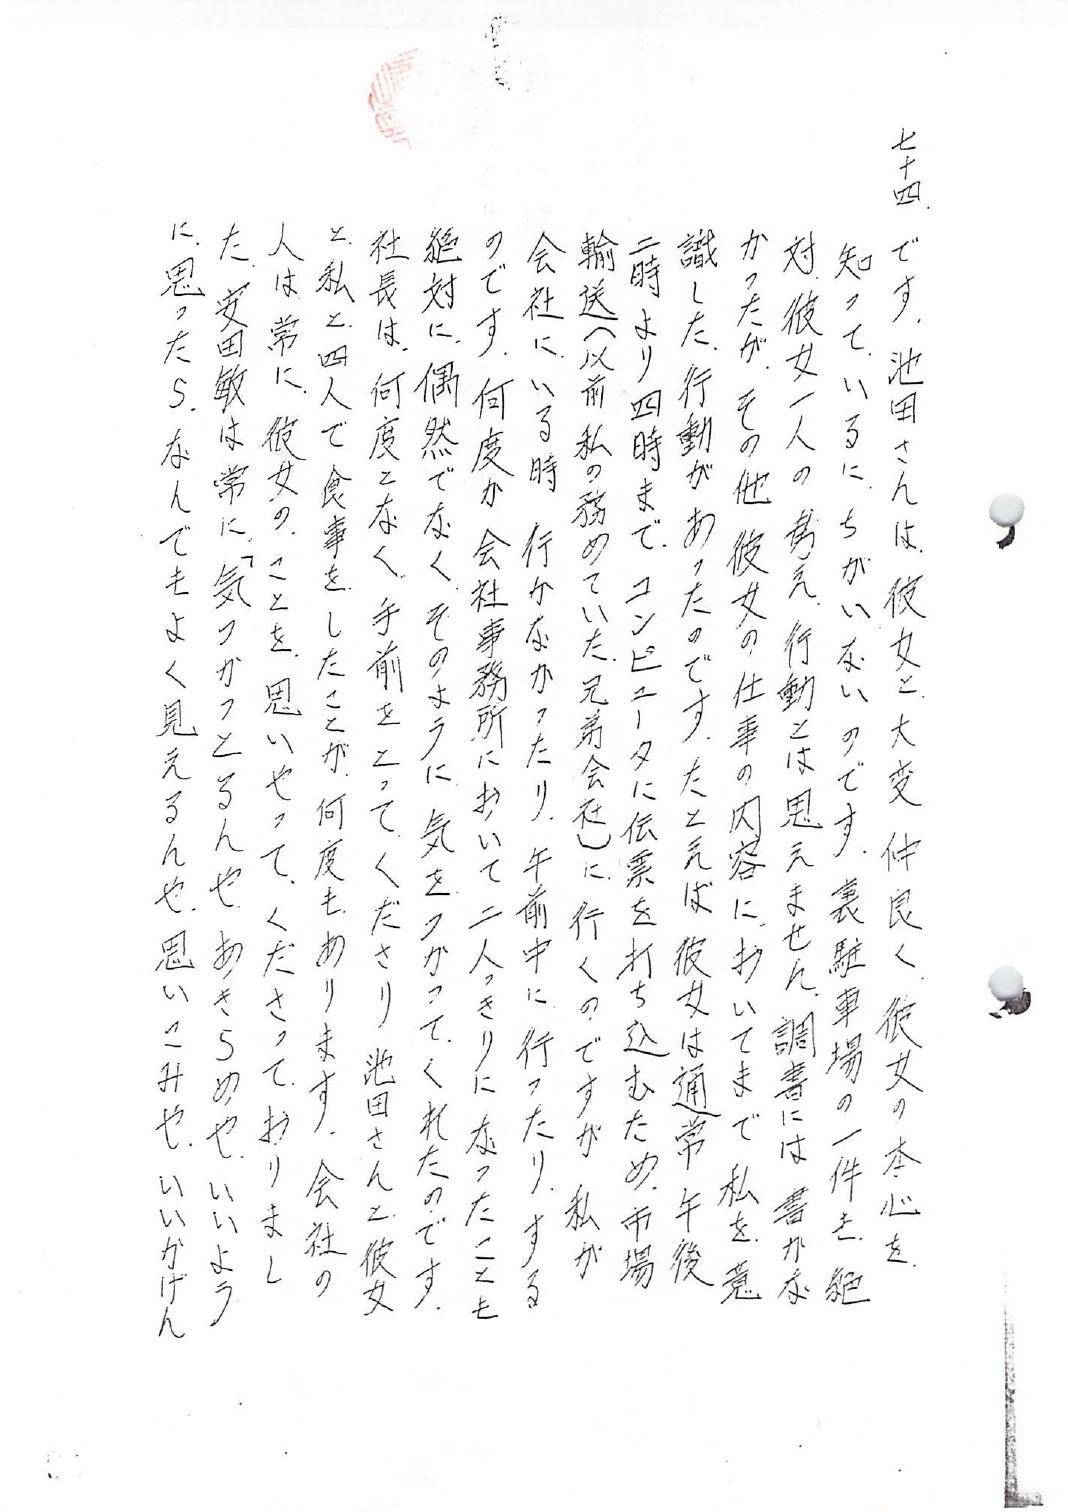 七十四.
です. 池田さんは. 彼女と. 大変 仲良く. 彼女の本心を.
知って. いるに. ちがいないのです. 裏駐車場の一件も. 絶
対. 彼女一人の 考え. 行動とは思えません. 調書には 書かな
かったが. その他 彼女の仕事の内容に. おいてまで 私を. 意
識した. 行動が あったのです. たとえば 彼女は通常 午後
二時より四時まで. コンピュータに伝票を打ち込むため. 市場
輸送(以前 私の務めていた. 兄弟会社)に. 行くのですが 私が
会社に. いる時 行かなかったり. 午前中に. 行ったり. する
のです. 何度か 会社事務所において二人っきりに なったことも
絶対に. 偶然でなく. そのように. 気をつかって. くれたのです.
社長は. 何度となく. 手前をとって. くださり 池田さんと. 彼女
と. 私と. 四人で 食事を. したことが. 何度も. あります. 会社の
人は. 常に. 彼女の. ことを. 思いやって. くださって. おりまし
た. 安田敏は常に.「気つかっとるんや. あきらめや. いいよう
に. 思ったら. なんでもよく見えるんや. 思いこみや. いいかげん